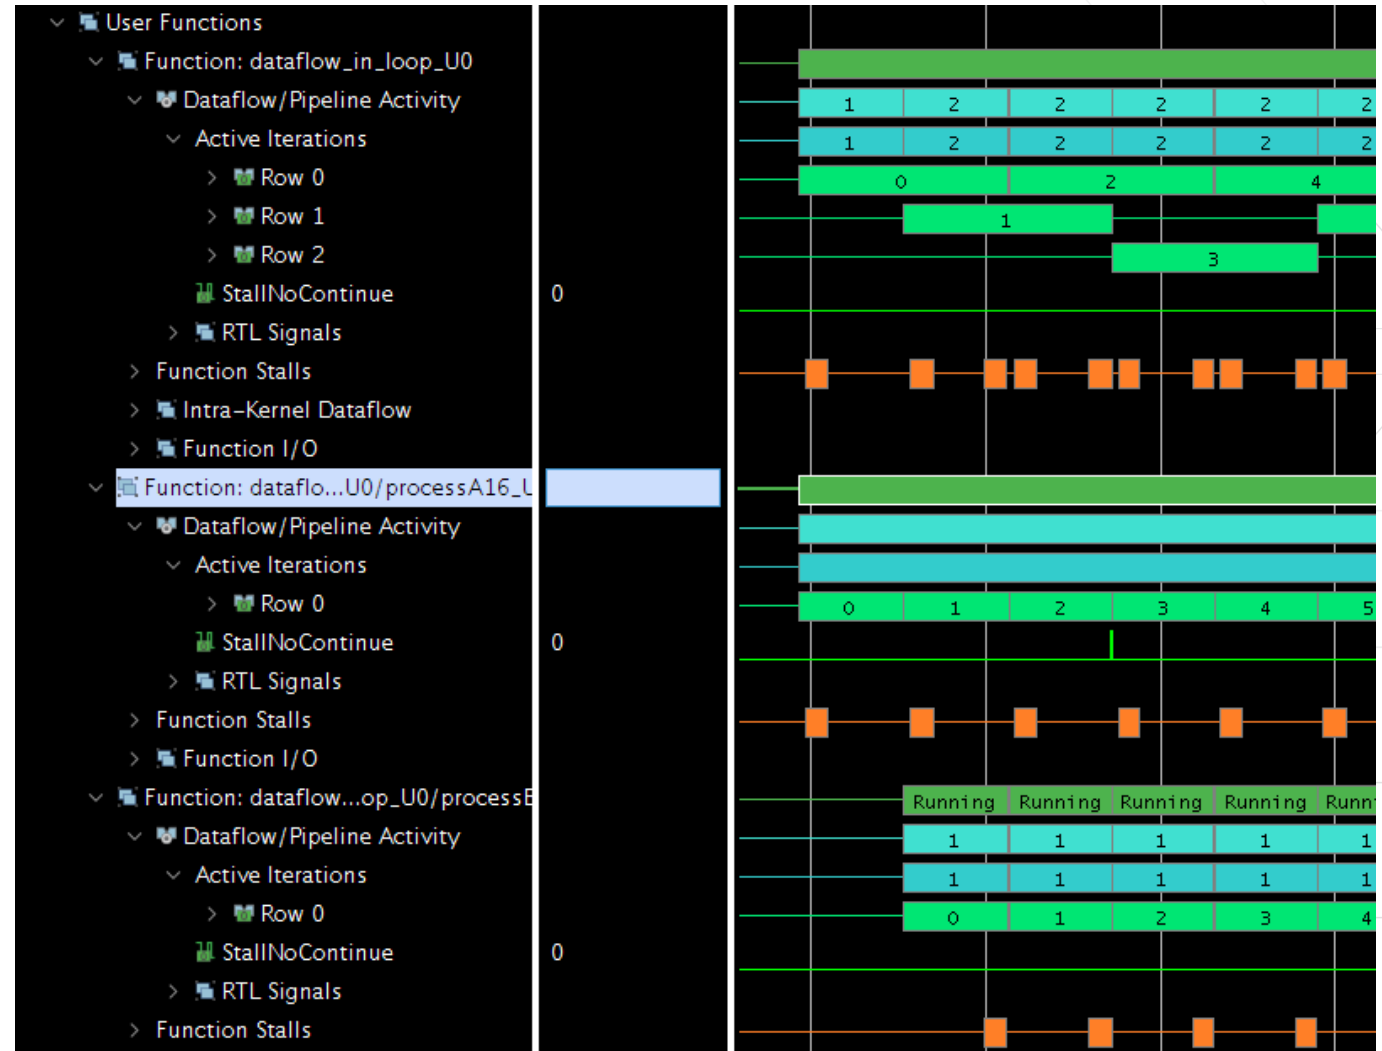 User Functions
Function: dataflow_in_loop_U0
Dataflow/Pipeline Activity 1 2 2 2 2 2
Active Iterations 1 2 2 2 2 2
Row 0 0 2 4
Row 1 1
Row 2 3
StallNoContinue 0
RTL Signals
Function Stalls
Intra-Kernel Dataflow
Function I/O
Function: dataflo...U0/processA16_U
Dataflow/Pipeline Activity
Active Iterations
Row 0 0 1 2 3 4 5
StallNoContinue 0
RTL Signals
Function Stalls
Function I/O
Function: dataflow...op_U0/processE Running Running Running Running Runn
Dataflow/Pipeline Activity 1 1 1 1 1
Active Iterations 1 1 1 1 1
Row 0 0 1 2 3 4
StallNoContinue 0
RTL Signals
Function Stalls